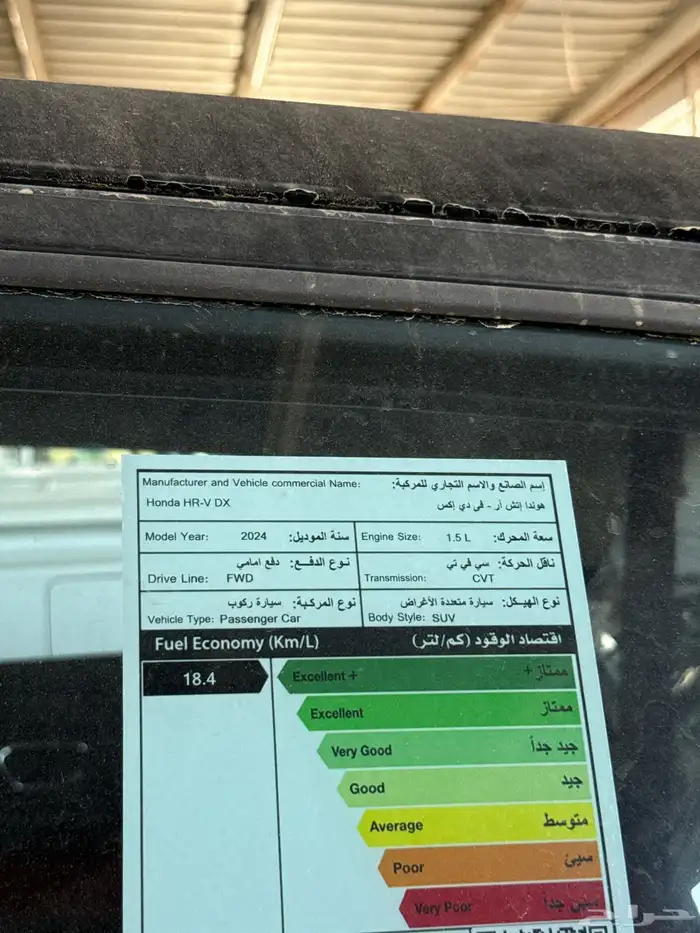 Manufacturer and Vehicle commercial Name: إسم الصانع والاسم التجاري للمركبة:
Honda HR-V DX هوندا إتش آر - في دي إكس
Model Year: 2024 سنة الموديل:
Engine Size: 1.5 L سعة المحرك:
نوع الدفع: دفع امامي
Drive Line: FWD
ناقل الحركة: سي في تي
Transmission: CVT
نوع المركبة: سيارة ركوب
Vehicle Type: Passenger Car
نوع الهيكل: سيارة متعددة الأغراض
Body Style: SUV
Fuel Economy (Km/L) اقتصاد الوقود (كم/لتر)
18.4
Excellent + ممتاز+
Excellent ممتاز
Very Good جيد جداً
Good جيد
Average متوسط
Poor سيئ
Very Poor سيئ جدا
حراج